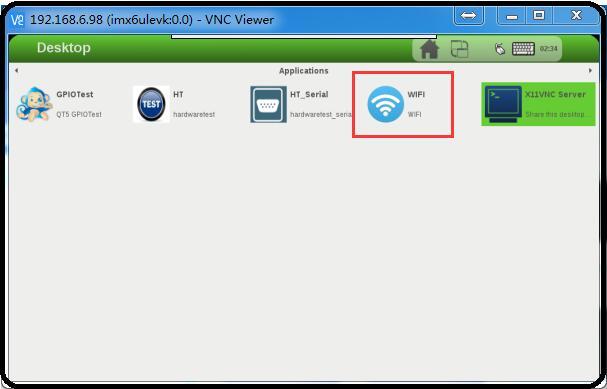 V2 192.168.6.98 (imx6ulevk:0.0) - VNC Viewer
Desktop
02:34
Applications
GPIOTest
QT5 GPIOTest
TEST
HT
hardwaretest
HT_Serial
hardwaretest_seria
WIFI
WIFI
>_
X11VNC Server
Share this desktop...